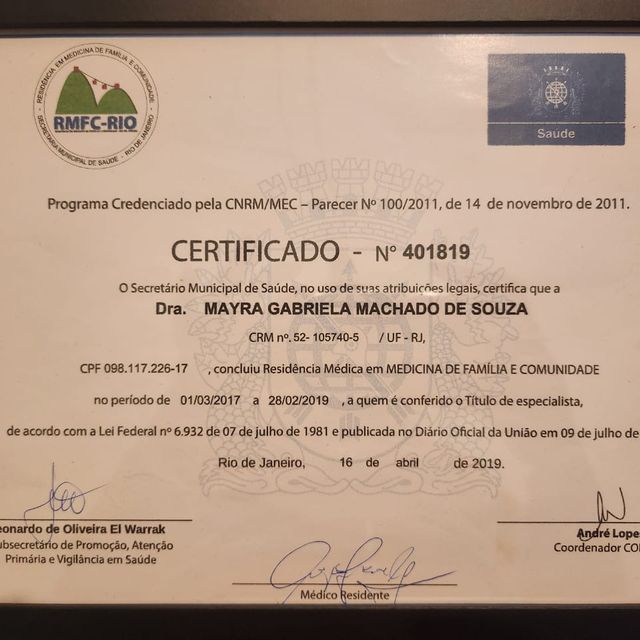 RESIDÊNCIA EM MEDICINA DE FAMÍLIA E COMUNIDADE
RMFC-RIO
SECRETARIA MUNICIPAL DE SAÚDE - RIO DE JANEIRO
Saúde
Programa Credenciado pela CNRM/MEC – Parecer Nº 100/2011, de 14 de novembro de 2011.
CERTIFICADO - Nº 401819
O Secretário Municipal de Saúde, no uso de suas atribuições legais, certifica que a
Dra. MAYRA GABRIELA MACHADO DE SOUZA
CRM nº. 52- 105740-5 / UF - RJ,
CPF 098.117.226-17 , concluiu Residência Médica em MEDICINA DE FAMÍLIA E COMUNIDADE
no período de 01/03/2017 a 28/02/2019 , a quem é conferido o Título de especialista,
de acordo com a Lei Federal nº 6.932 de 07 de julho de 1981 e publicada no Diário Oficial da União em 09 de julho de
Rio de Janeiro, 16 de abril de 2019.
eonardo de Oliveira El Warrak
ubsecretário de Promoção, Atenção
Primária e Vigilância em Saúde
André Lopes
Coordenador CO
Médico Residente